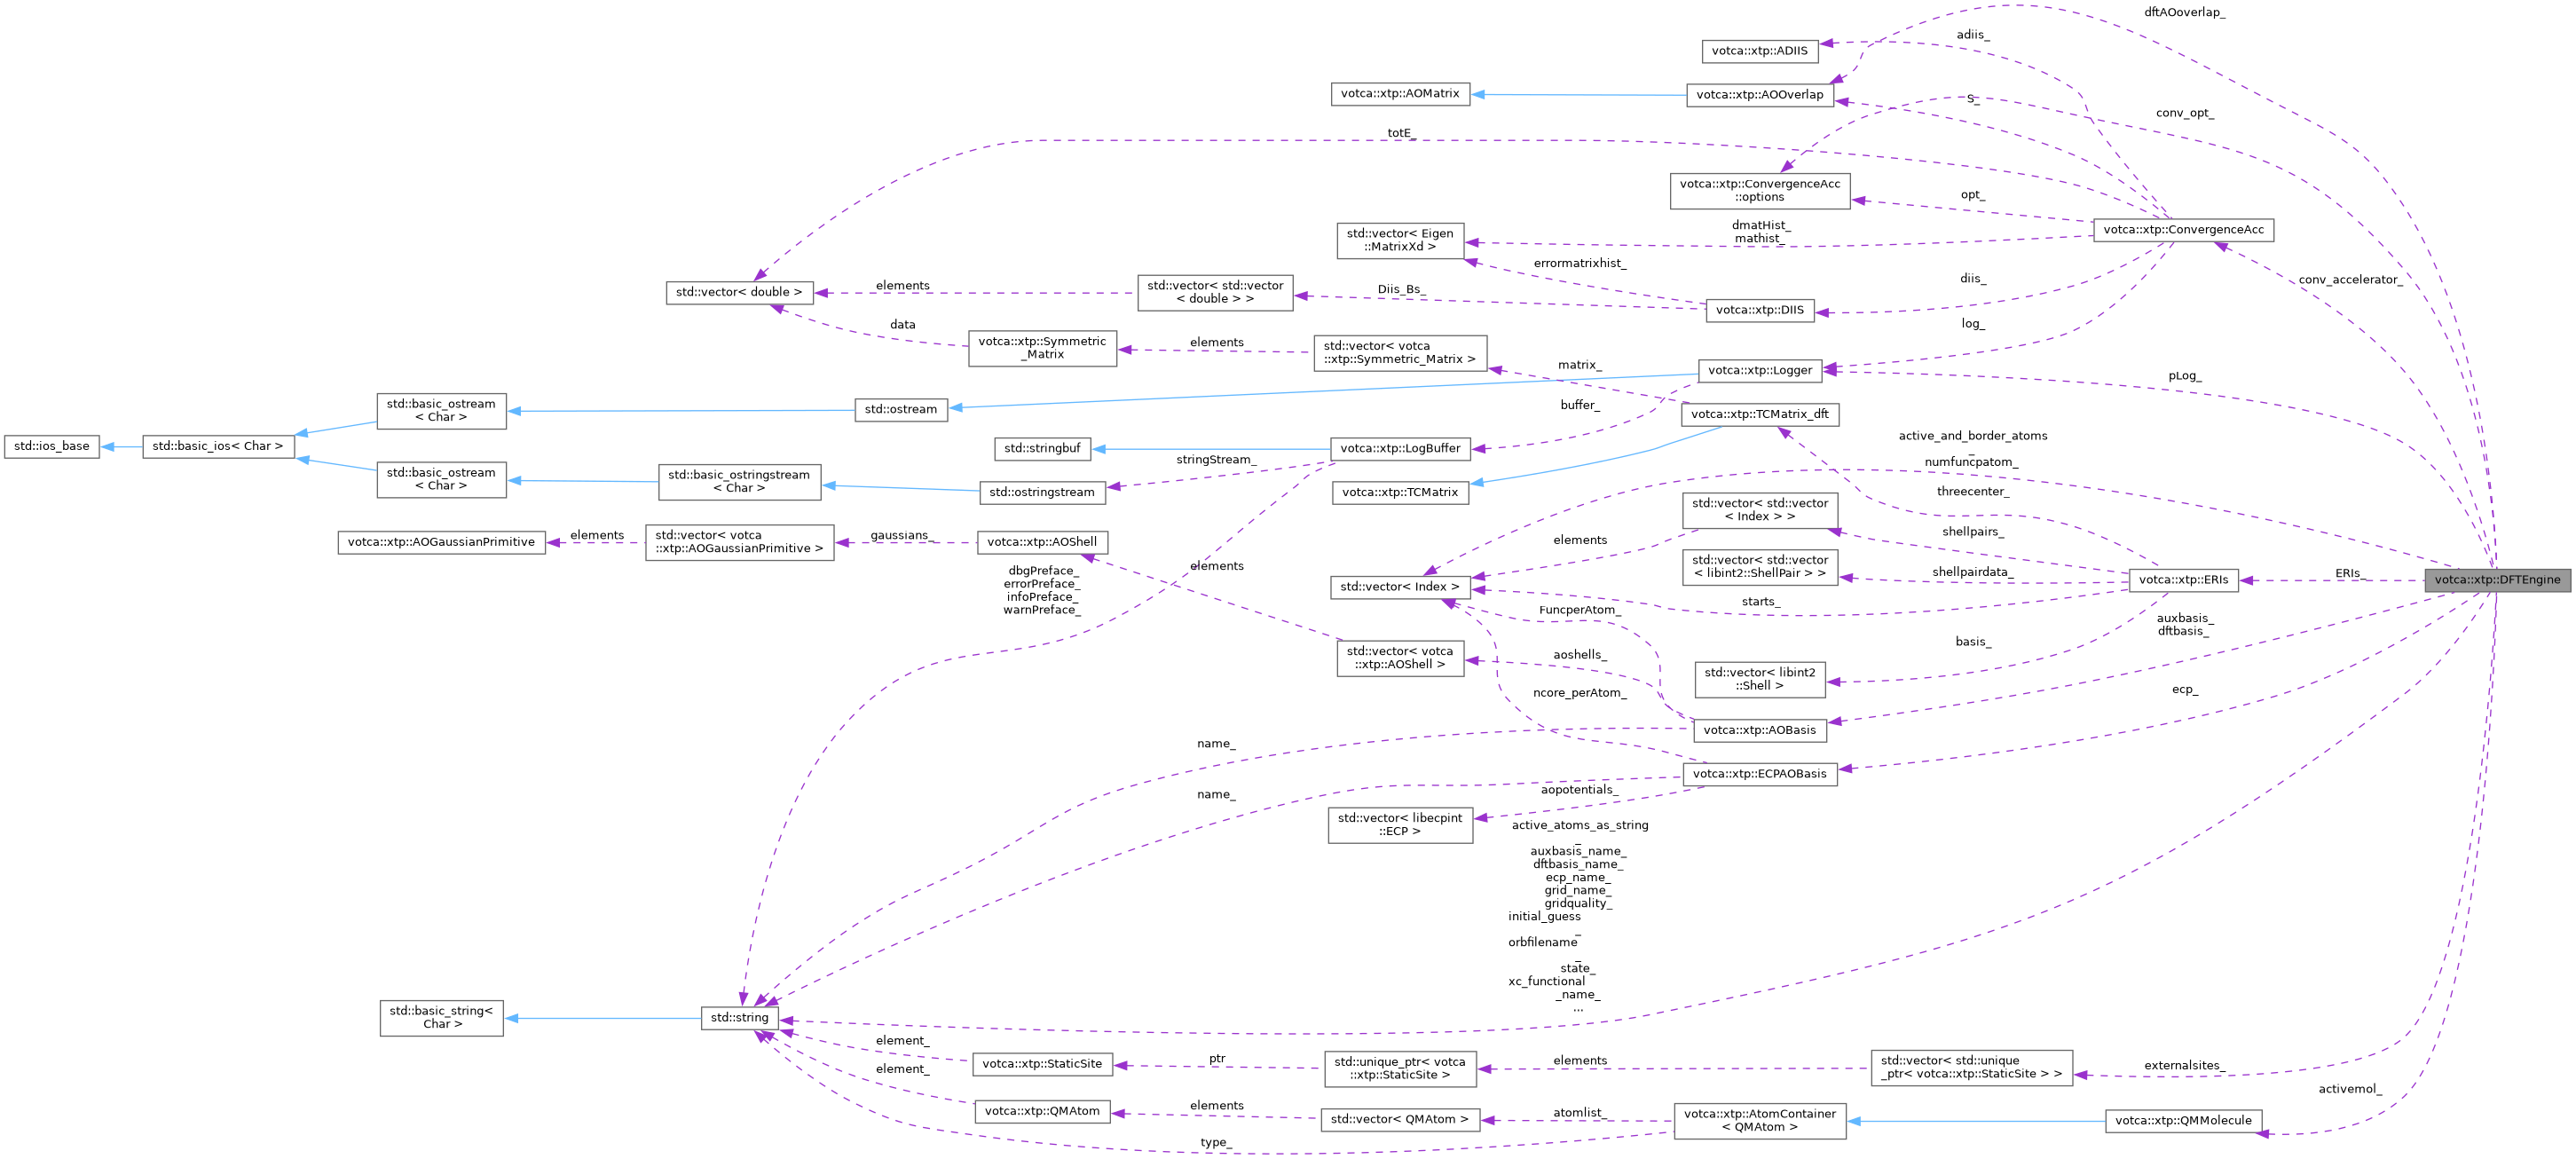 dftAOoverlap_
adiis_
votca::xtp::ADIIS
votca::xtp::AOMatrix
votca::xtp::AOOverlap
S_
conv_opt_
totE_
votca::xtp::ConvergenceAcc
::options
opt_
dmatHist_
mathist_
std::vector< Eigen
::MatrixXd >
votca::xtp::ConvergenceAcc
errormatrixhist_
diis_
conv_accelerator_
std::vector< double >
elements
std::vector< std::vector
< double > >
Diis_Bs_
votca::xtp::DIIS
data
log_
votca::xtp::Symmetric
_Matrix
elements
std::vector< votca
::xtp::Symmetric_Matrix >
matrix_
votca::xtp::Logger
pLog_
std::basic_ostream
< Char >
std::ostream
buffer_
votca::xtp::TCMatrix_dft
std::ios_base
std::basic_ios< Char >
std::stringbuf
votca::xtp::LogBuffer
active_and_border_atoms
_
numfuncpatom_
stringStream_
std::basic_ostream
< Char >
std::basic_ostringstream
< Char >
std::ostringstream
votca::xtp::TCMatrix
threecenter_
std::vector< std::vector
< Index > >
shellpairs_
votca::xtp::AOGaussianPrimitive
elements
std::vector< votca
::xtp::AOGaussianPrimitive >
gaussians_
votca::xtp::AOShell
elements
elements
std::vector< std::vector
< libint2::ShellPair > >
shellpairdata_
votca::xtp::ERIs
ERIs_
votca::xtp::DFTEngine
dbgPreface_
errorPreface_
infoPreface_
warnPreface_
std::vector< Index >
starts_
FuncperAtom_
auxbasis_
dftbasis_
basis_
std::vector< votca
::xtp::AOShell >
aoshells_
std::vector< libint2
::Shell >
ncore_perAtom_
ecp_
votca::xtp::AOBasis
name_
votca::xtp::ECPAOBasis
name_
aopotentials_
std::vector< libecpint
::ECP >
active_atoms_as_string
_
auxbasis_name_
dftbasis_name_
ecp_name_
grid_name_
gridquality_
initial_guess
_
orbfilename
_
state_
xc_functional
_name_
...
std::basic_string<
Char >
std::string
element_
votca::xtp::StaticSite
ptr
std::unique_ptr< votca
::xtp::StaticSite >
elements
std::vector< std::unique
_ptr< votca::xtp::StaticSite > >
externalsites_
element_
votca::xtp::QMAtom
elements
std::vector< QMAtom >
atomlist_
votca::xtp::AtomContainer
< QMAtom >
votca::xtp::QMMolecule
activemol_
type_